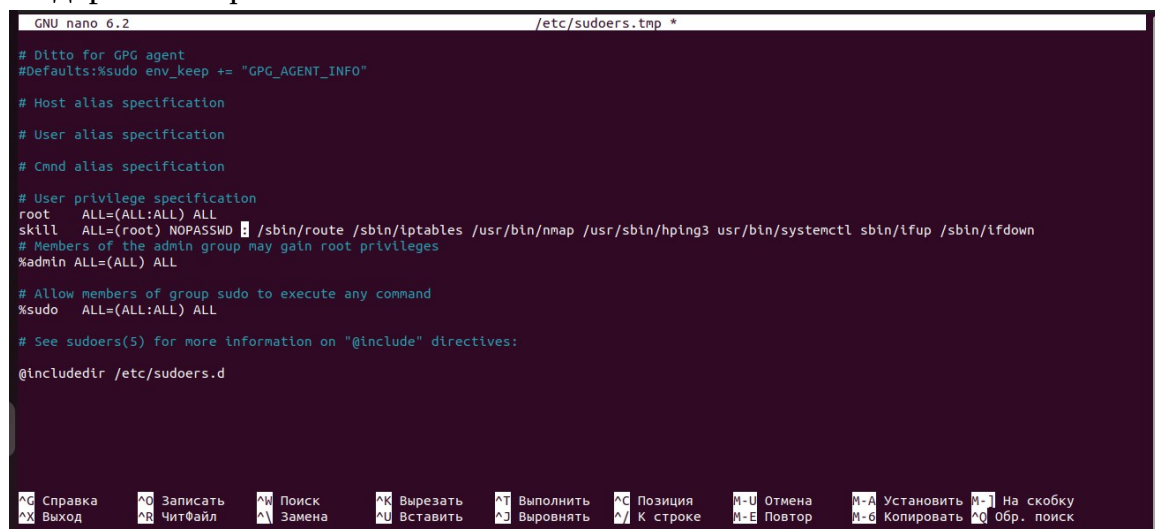 GNU nano 6.2 /etc/sudoers.tmp *
# Ditto for GPG agent
#Defaults:%sudo env_keep += "GPG_AGENT_INFO"
# Host alias specification
# User alias specification
# Cmnd alias specification
# User privilege specification
root ALL=(ALL:ALL) ALL
skill ALL=(root) NOPASSWD : /sbin/route /sbin/iptables /usr/bin/nmap /usr/sbin/hping3 usr/bin/systemctl sbin/ifup /sbin/ifdown
# Members of the admin group may gain root privileges
%admin ALL=(ALL) ALL
# Allow members of group sudo to execute any command
%sudo ALL=(ALL:ALL) ALL
# See sudoers(5) for more information on "@include" directives:
@includedir /etc/sudoers.d
^G Справка ^O Записать ^W Поиск ^K Вырезать ^T Выполнить ^C Позиция M-U Отмена M-A Установить M-] На скобку
^X Выход ^R ЧитФайл ^\ Замена ^U Вставить ^J Выровнять ^/ К строке M-E Повтор M-6 Копировать ^Q Обр. поиск